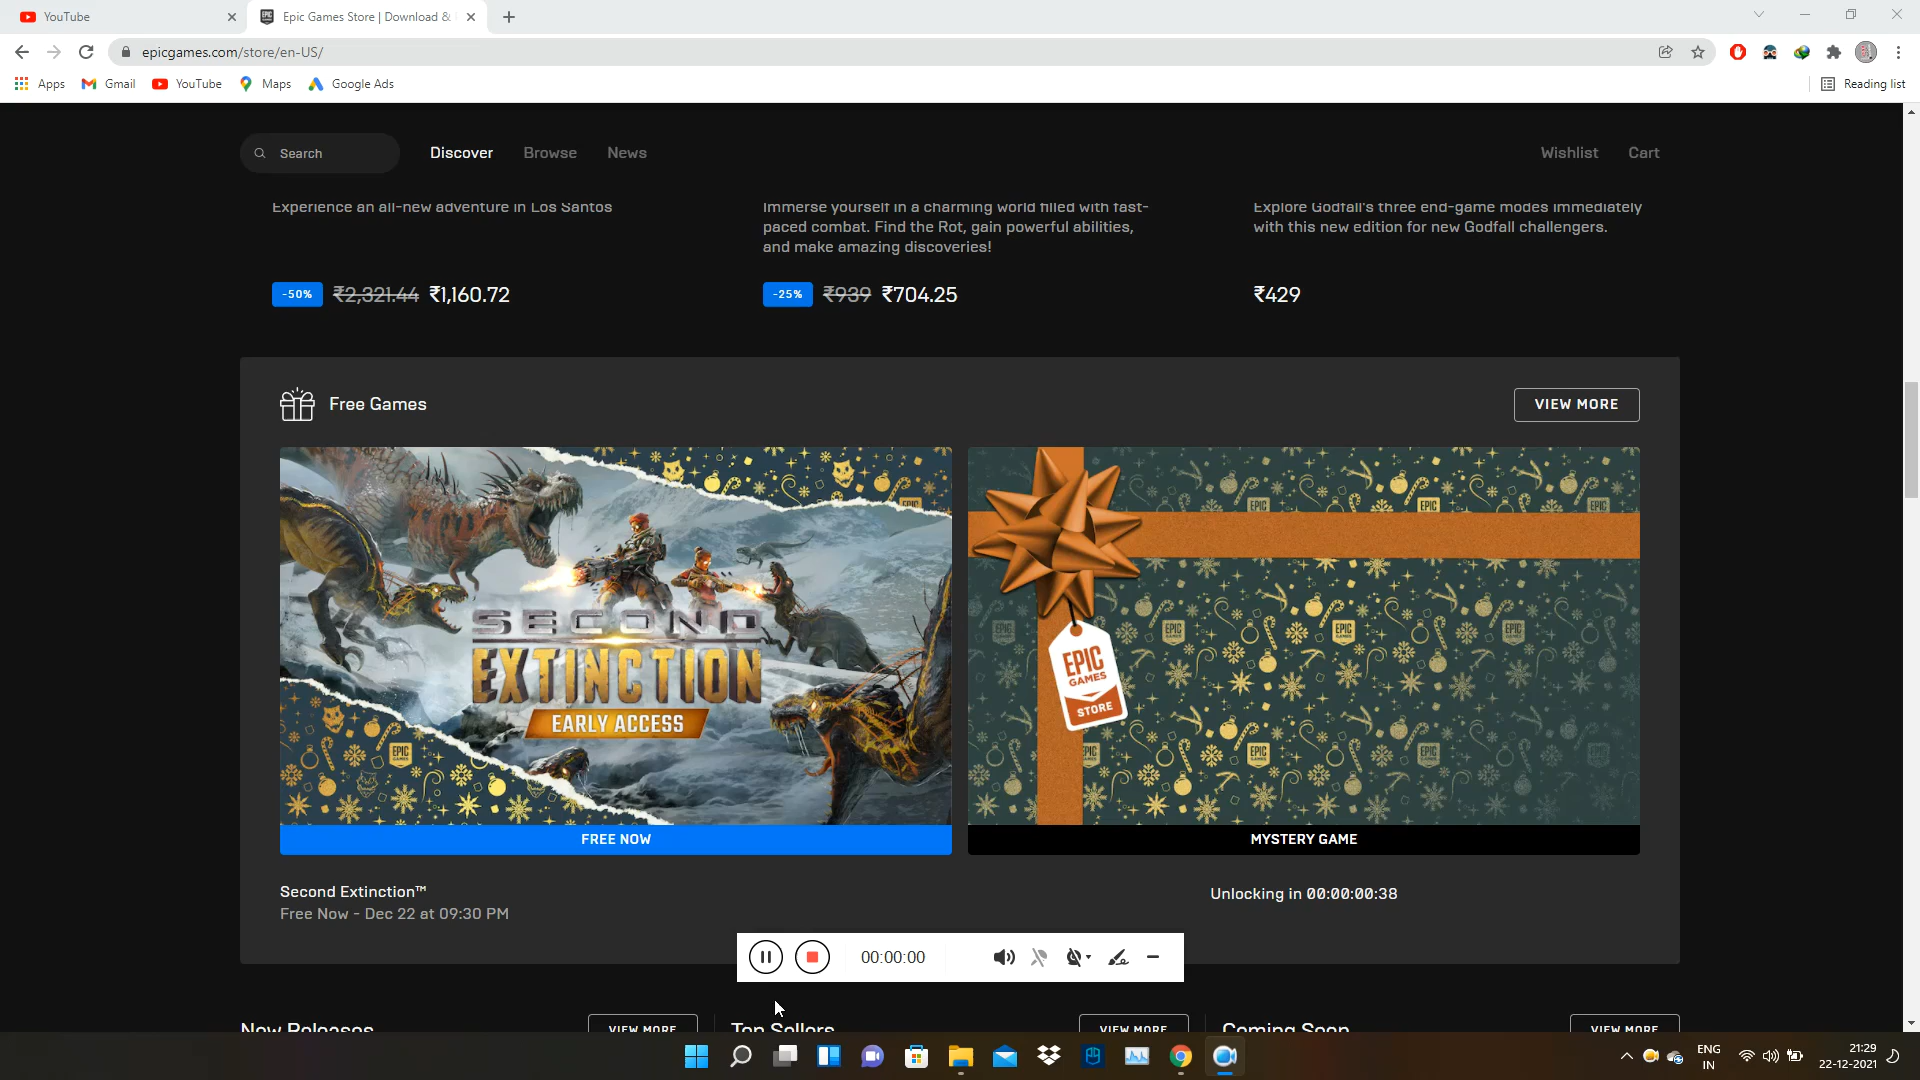 YouTube
Epic Games Store | Download &
epicgames.com/store/en-US/
Apps
Gmail
YouTube
Maps
Google Ads
Reading list
Search
Discover
Browse
News
Wishlist
Cart
Experience an all-new adventure in Los Santos
Immerse yourself in a charming world filled with fast-
paced combat. Find the Rot, gain powerful abilities,
and make amazing discoveries!
Explore Godfall's three end-game modes immediately
with this new edition for new Godfall challengers.
-50% ₹2,321.44 ₹1,160.72
-25% ₹939 ₹704.25
₹429
Free Games
VIEW MORE
SECOND
EXTINCTION
EARLY ACCESS
EPIC
GAMES
STORE
FREE NOW
MYSTERY GAME
Second Extinction™
Free Now - Dec 22 at 09:30 PM
Unlocking in 00:00:00:38
00:00:00
New Releases
VIEW MORE
Top Sellers
VIEW MORE
Coming Soon
VIEW MORE
ENG
IN
21:29
22-12-2021